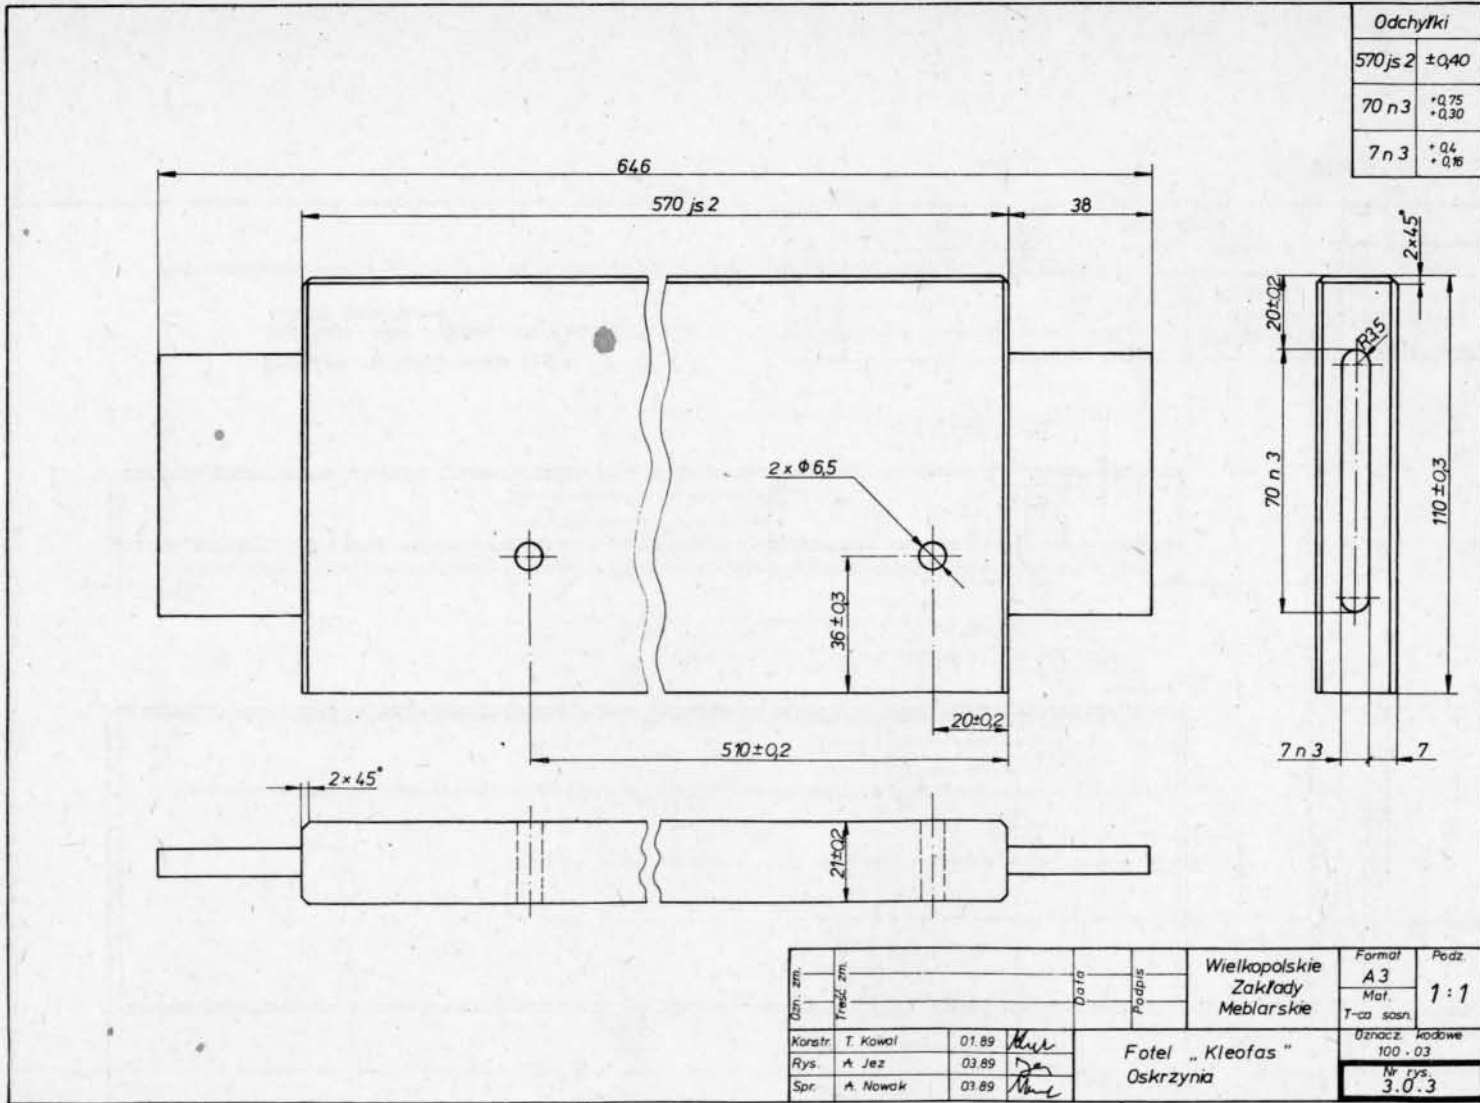 Odchyłki
570 js 2 ±0,40
70 n 3 +0,75 +0,30
7 n 3 +0,4 +0,16
646
570 js 2
38
2×45°
20±0,2
R3,5
2 × Φ 6,5
70 n 3
110 ±0,3
36 ±0,3
20±0,2
510±0,2
7 n 3
7
2×45°
21±0,2
Ozn. zm.
Treść zm.
Data
Podpis
Wielkopolskie
Zakłady
Meblarskie
Format
A3
Mat.
T-ca sosn.
Podz.
1:1
Konstr. T. Kowal 01.89
Rys. A. Jez 03.89
Spr. A. Nowak 03.89
Fotel „Kleofas"
Oskrzynia
Oznacz. kodowe
100.03
Nr rys.
3.0.3